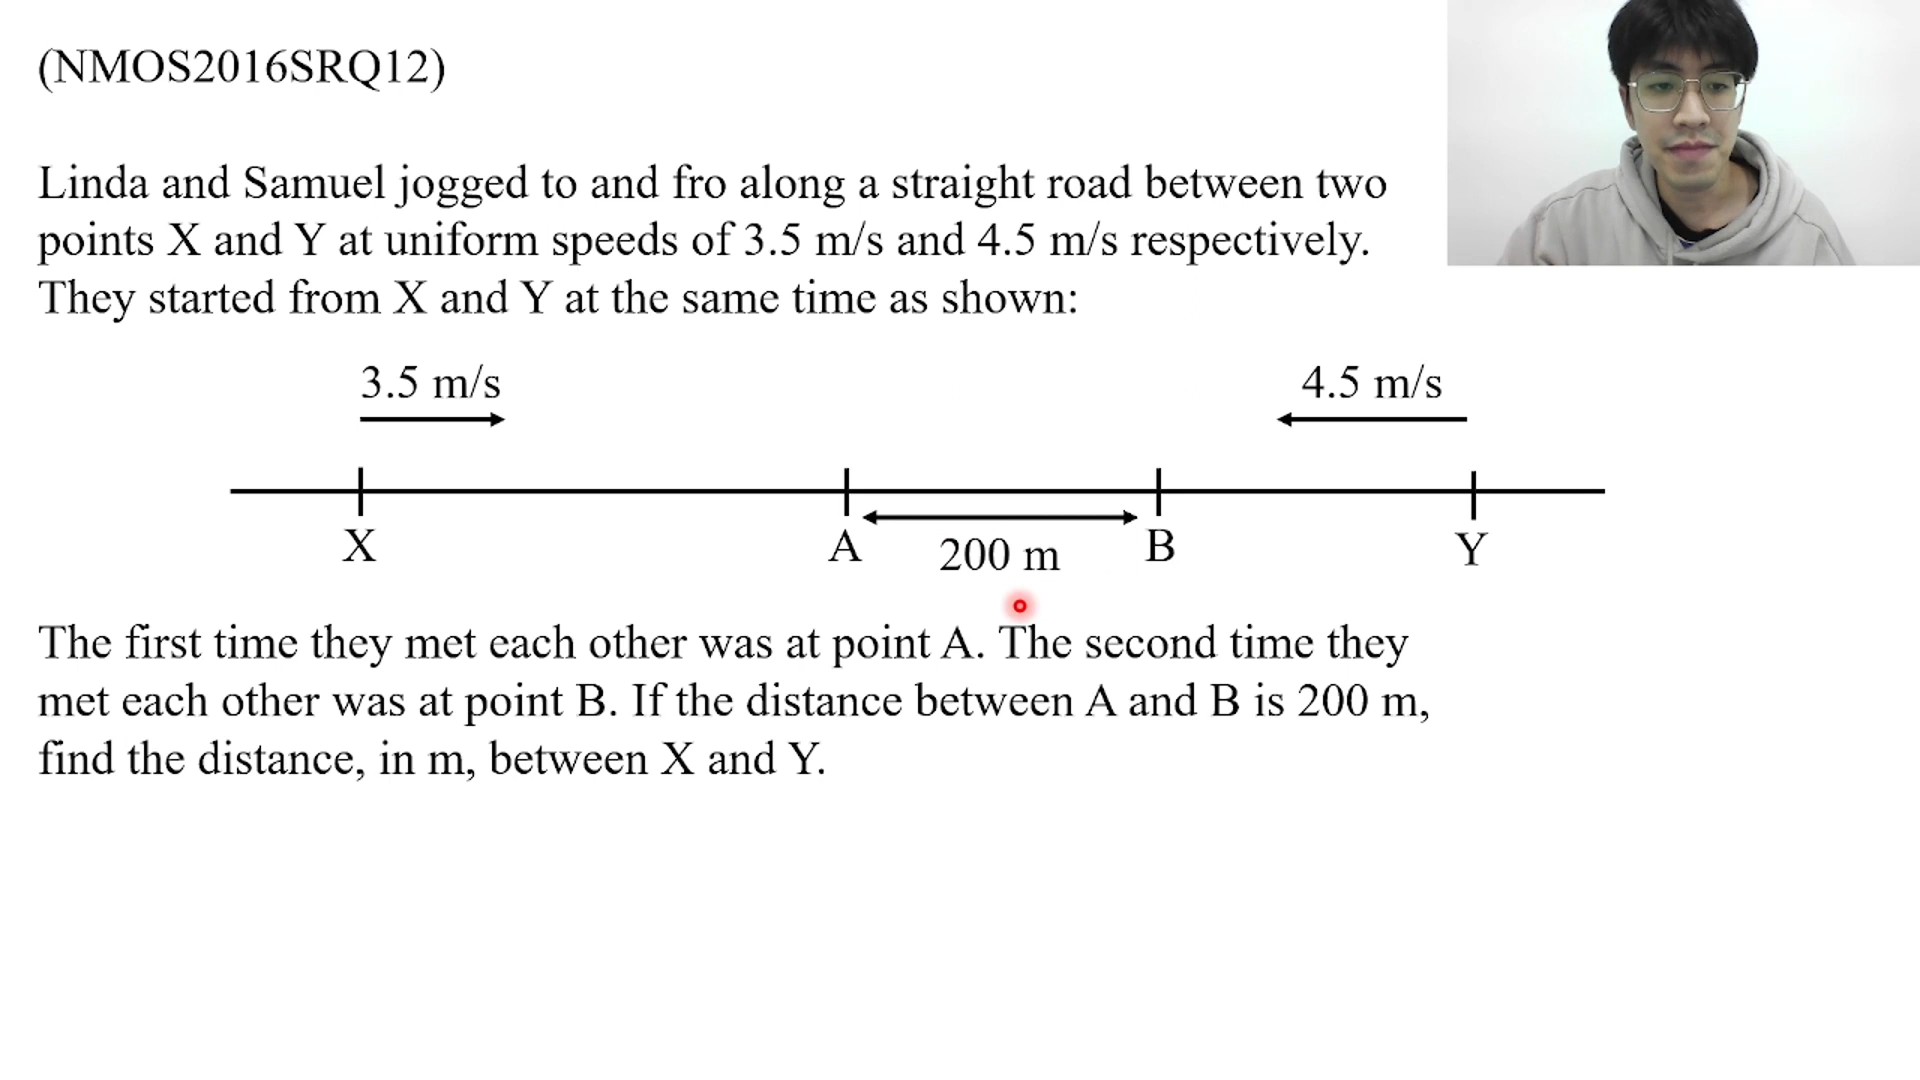 (NMOS2016SRQ12)
Linda and Samuel jogged to and fro along a straight road between two
points X and Y at uniform speeds of 3.5 m/s and 4.5 m/s respectively.
They started from X and Y at the same time as shown:
3.5 m/s
4.5 m/s
X
A
200 m
B
Y
The first time they met each other was at point A. The second time they
met each other was at point B. If the distance between A and B is 200 m,
find the distance, in m, between X and Y.